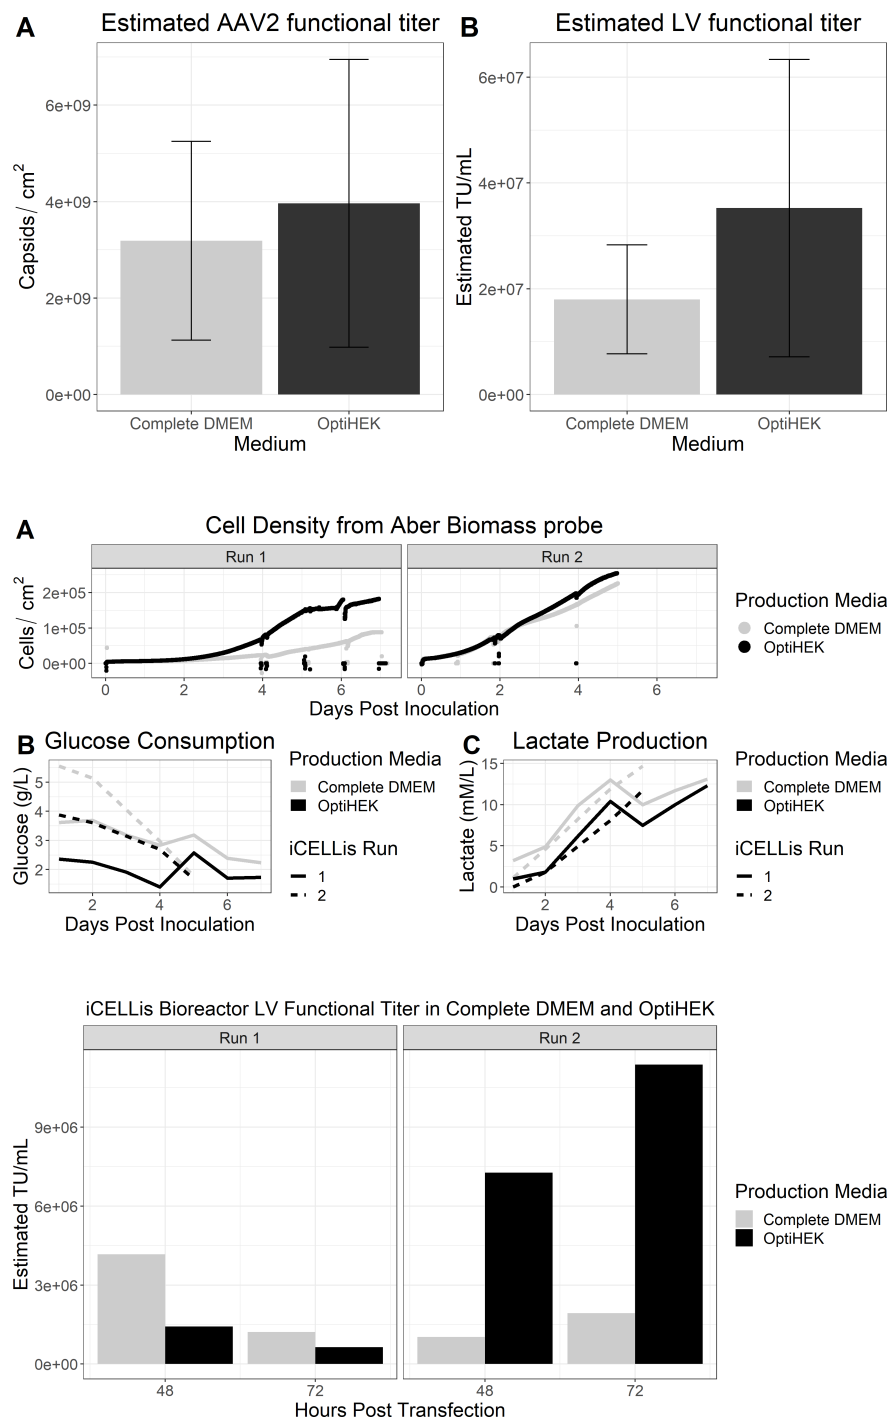 A Estimated AAV2 functional titer
Capsids/ cm2
6e+09
4e+09
2e+09
0e+00
Complete DMEM OptiHEK
Medium
B Estimated LV functional titer
Estimated TU/mL
6e+07
4e+07
2e+07
0e+00
Complete DMEM OptiHEK
Medium
A Cell Density from Aber Biomass probe
Run 1 Run 2
Cells/ cm2
2e+05
1e+05
0e+00
0 2 4 6 0 2 4 6
Days Post Inoculation
Production Media
Complete DMEM
OptiHEK
B Glucose Consumption
Glucose (g/L)
5
4
3
2
2 4 6
Days Post Inoculation
Production Media
Complete DMEM
OptiHEK
iCELLis Run
1
2
C Lactate Production
Lactate (mM/L)
15
10
5
0
2 4 6
Days Post Inoculation
Production Media
Complete DMEM
OptiHEK
iCELLis Run
1
2
iCELLis Bioreactor LV Functional Titer in Complete DMEM and OptiHEK
Run 1 Run 2
Estimated TU/mL
9e+06
6e+06
3e+06
0e+00
48 72 48 72
Hours Post Transfection
Production Media
Complete DMEM
OptiHEK